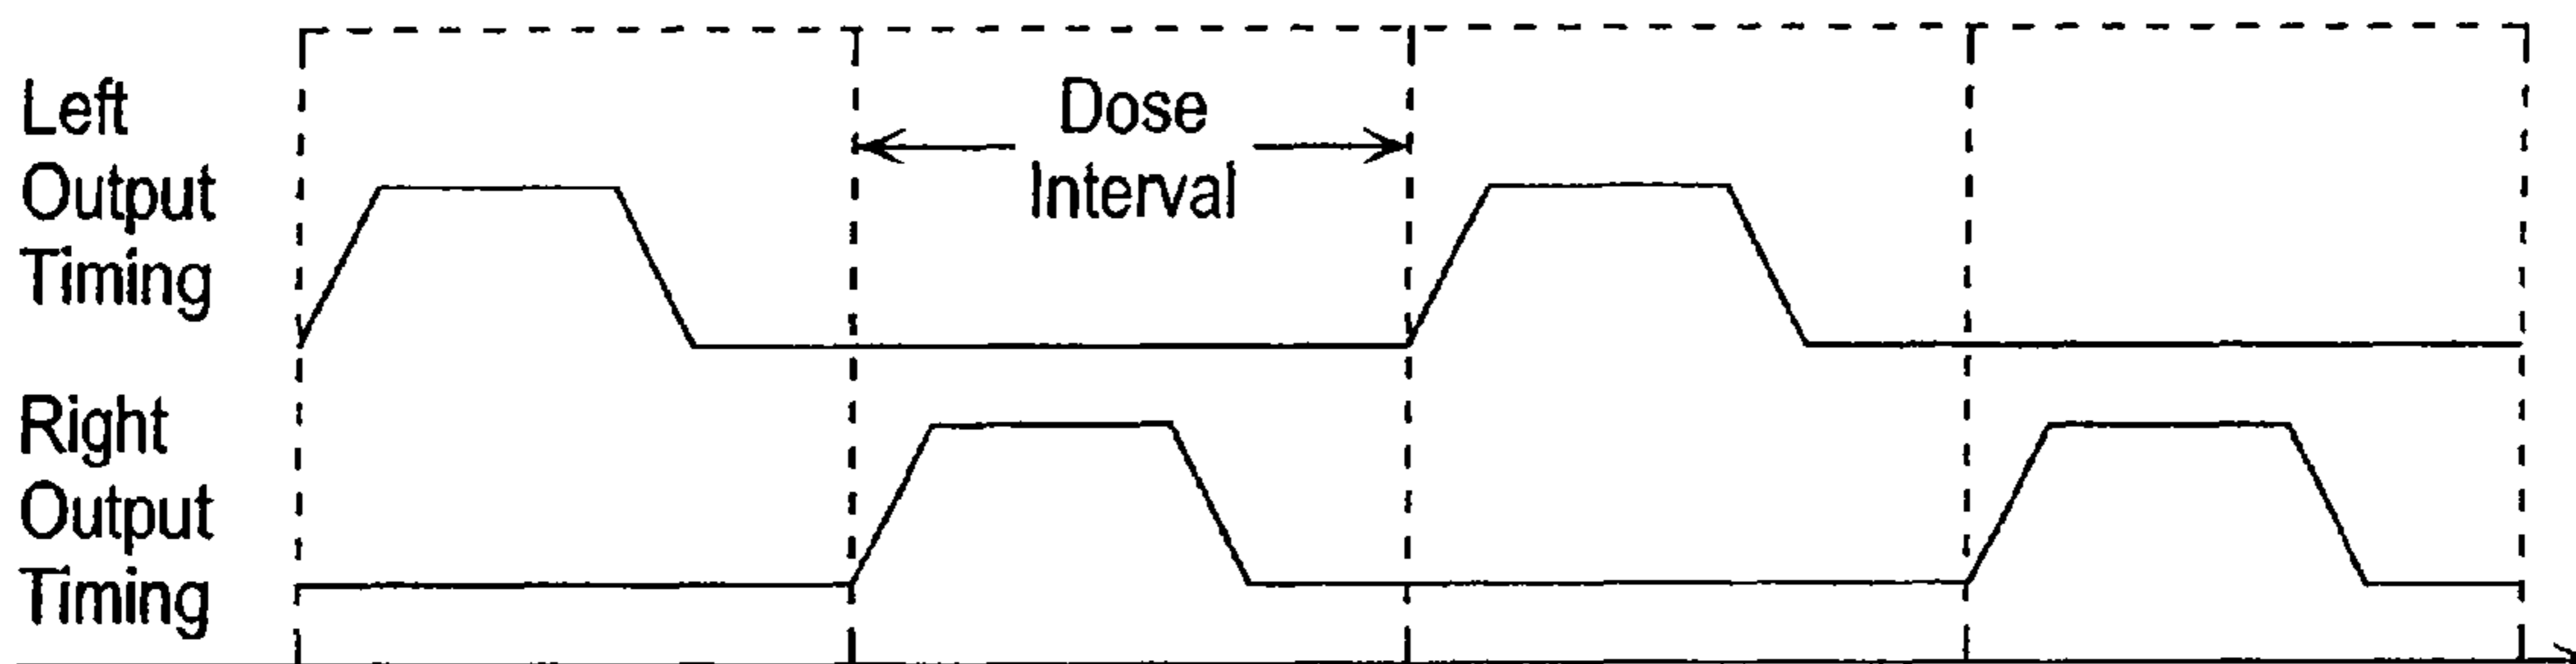 Left
Output
Timing
Dose
Interval
Right
Output
Timing